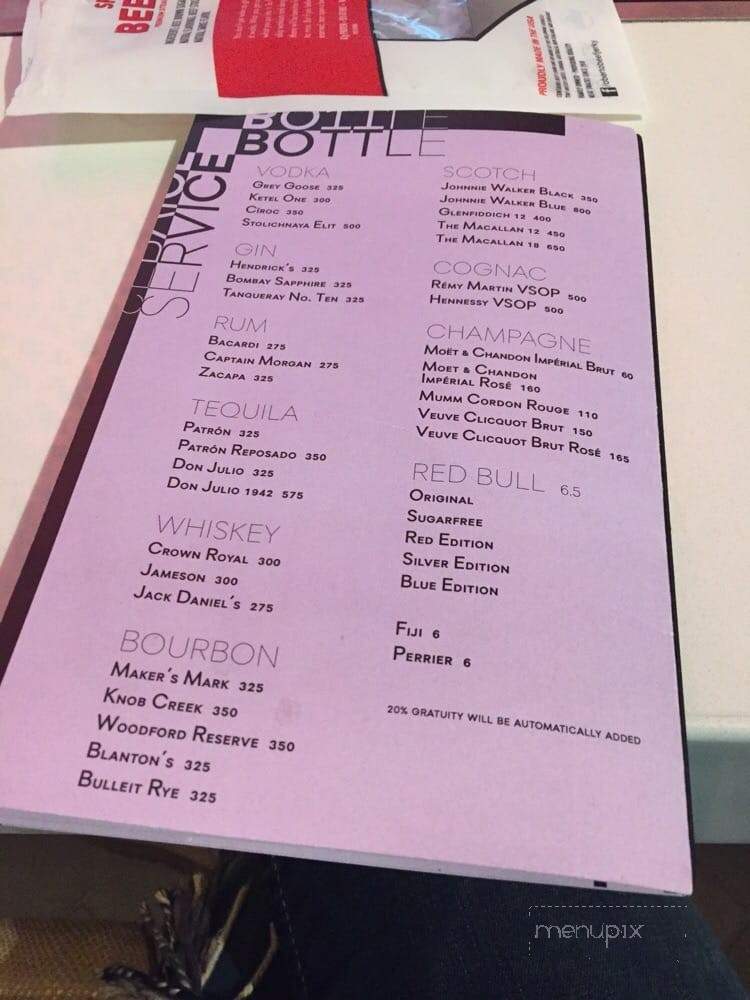 BEE
PROUDLY MADE IN THE USA
BOTTLE
BOTTLE
SERVICE
SERVICE
VODKA
GREY GOOSE 325
KETEL ONE 300
CÎROC 350
STOLICHNAYA ELIT 500
GIN
HENDRICK'S 325
BOMBAY SAPPHIRE 325
TANQUERAY NO. TEN 325
RUM
BACARDI 275
CAPTAIN MORGAN 275
ZACAPA 325
TEQUILA
PATRÓN 325
PATRÓN REPOSADO 350
DON JULIO 325
DON JULIO 1942 575
WHISKEY
CROWN ROYAL 300
JAMESON 300
JACK DANIEL'S 275
BOURBON
MAKER'S MARK 325
KNOB CREEK 350
WOODFORD RESERVE 350
BLANTON'S 325
BULLEIT RYE 325
SCOTCH
JOHNNIE WALKER BLACK 350
JOHNNIE WALKER BLUE 800
GLENFIDDICH 12 400
THE MACALLAN 12 450
THE MACALLAN 18 650
COGNAC
RÉMY MARTIN VSOP 500
HENNESSY VSOP 500
CHAMPAGNE
MOËT & CHANDON IMPÉRIAL BRUT 60
MOET & CHANDON
IMPÉRIAL ROSÉ 160
MUMM CORDON ROUGE 110
VEUVE CLICQUOT BRUT 150
VEUVE CLICQUOT BRUT ROSÉ 165
RED BULL 6.5
ORIGINAL
SUGARFREE
RED EDITION
SILVER EDITION
BLUE EDITION
FIJI 6
PERRIER 6
20% GRATUITY WILL BE AUTOMATICALLY ADDED
menupix